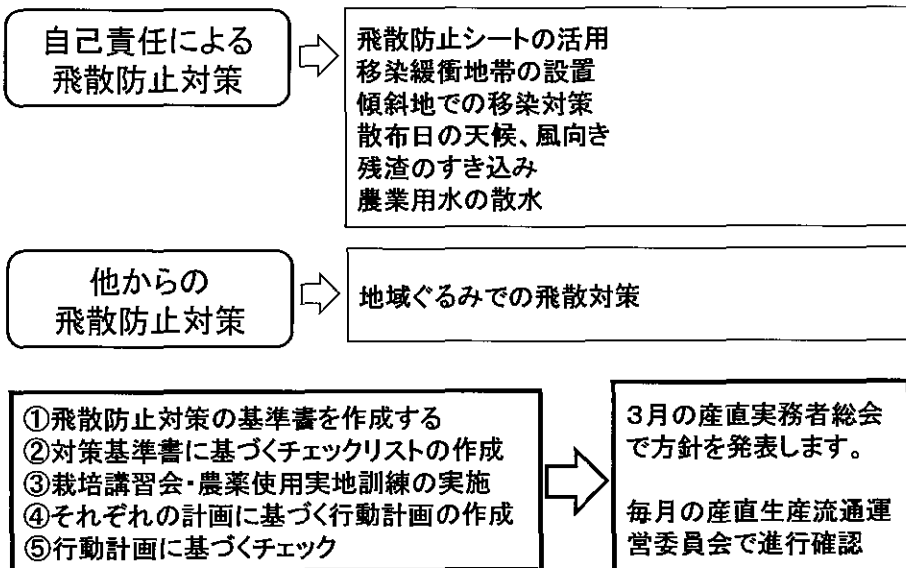 自己責任による
飛散防止対策
飛散防止シートの活用
移染緩衝地帯の設置
傾斜地での移染対策
散布日の天候、風向き
残渣のすき込み
農業用水の散水
他からの
飛散防止対策
地域ぐるみでの飛散対策
①飛散防止対策の基準書を作成する
②対策基準書に基づくチェックリストの作成
③栽培講習会・農薬使用実地訓練の実施
④それぞれの計画に基づく行動計画の作成
⑤行動計画に基づくチェック
3月の産直実務者総会
で方針を発表します。
毎月の産直生産流通運
営委員会で進行確認